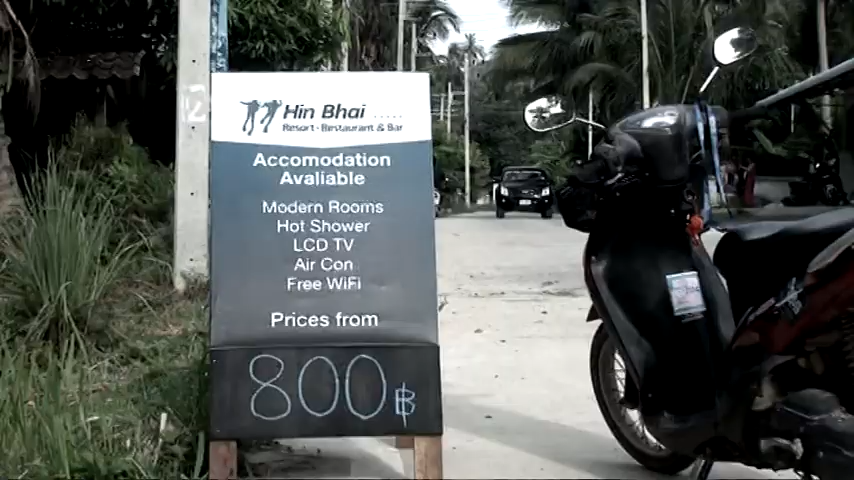 Hin Bhai
Resort - Restaurant & Bar
Accomodation
Available
Modern Rooms
Hot Shower
LCD TV
Air Con
Free WiFi
Prices from
800 ฿